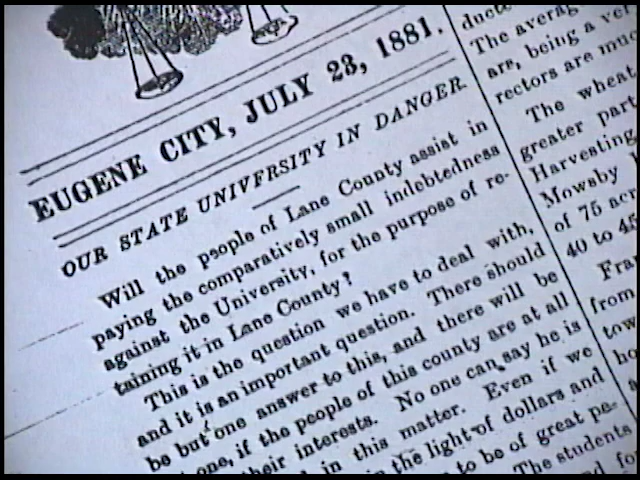 EUGENE CITY, JULY 23, 1881.
OUR STATE UNIVFRSITY IN DANGER
Will the people of Lane County assist in
paying the comparatively small indebtedness
against the University, for the purpose of re-
taining it in Lane County?
This is the question we have to deal with,
and it is an important question. There should
be but one answer to this, and there will be
one, if the people of this county are at all
their interests. No one can say he is
in this matter. Even if we
in the light of dollars and
to be of great pe-
The students
The averag
are, being a ver
rectors are muc
The wheat
greater part
Harvesting
Mowsby
of 75 acr
40 to 45
Fran
from
tow